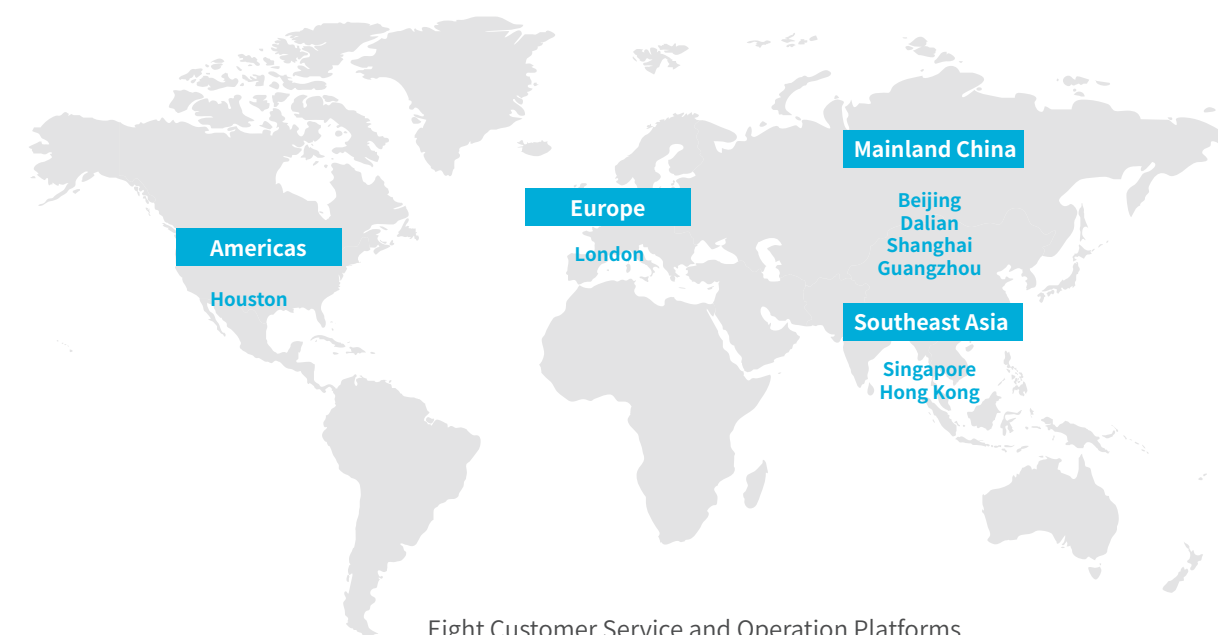 Mainland China
Beijing
Dalian
Shanghai
Guangzhou
Europe
London
Americas
Houston
Southeast Asia
Singapore
Hong Kong
Eight Customer Service and Operation Platforms